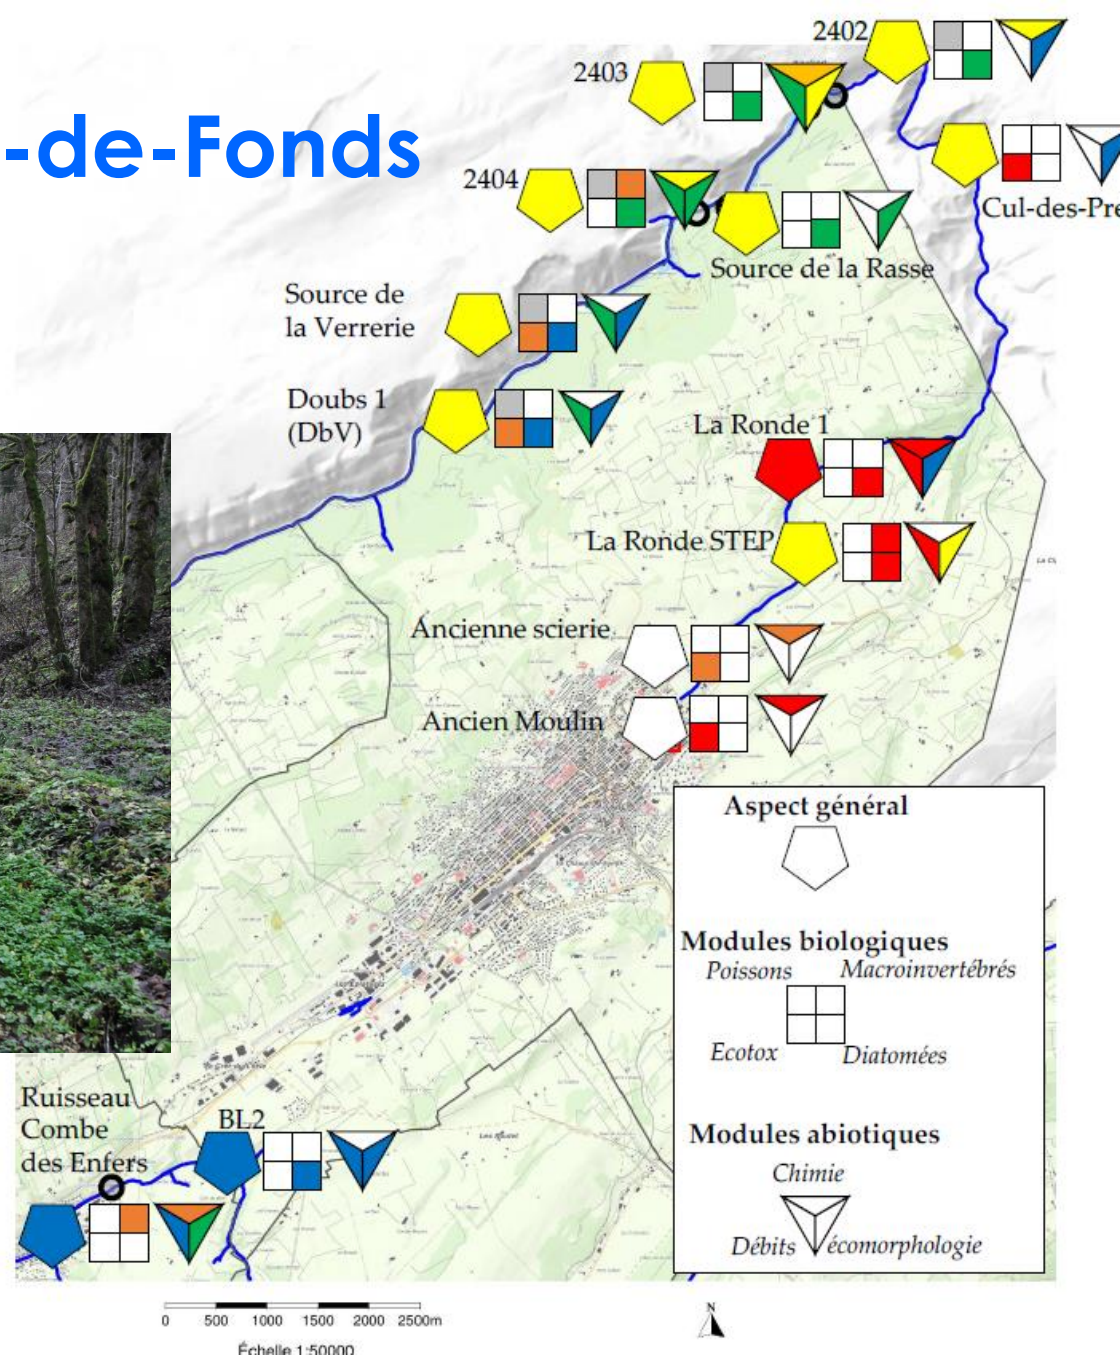 2402
2403
-de-Fonds
2404
Cul-des-Pre
Source de la Rasse
Source de
la Verrerie
Doubs 1
(DbV)
La Ronde 1
La Ronde STEP
Ancienne scierie
Ancien Moulin
Aspect général
Modules biologiques
Poissons Macroinvertébrés
Ecotox Diatomées
Modules abiotiques
Chimie
Débits écomorphologie
Ruisseau
Combe
des Enfers
BL2
0 500 1000 1500 2000 2500m
Échelle 1:50000
N